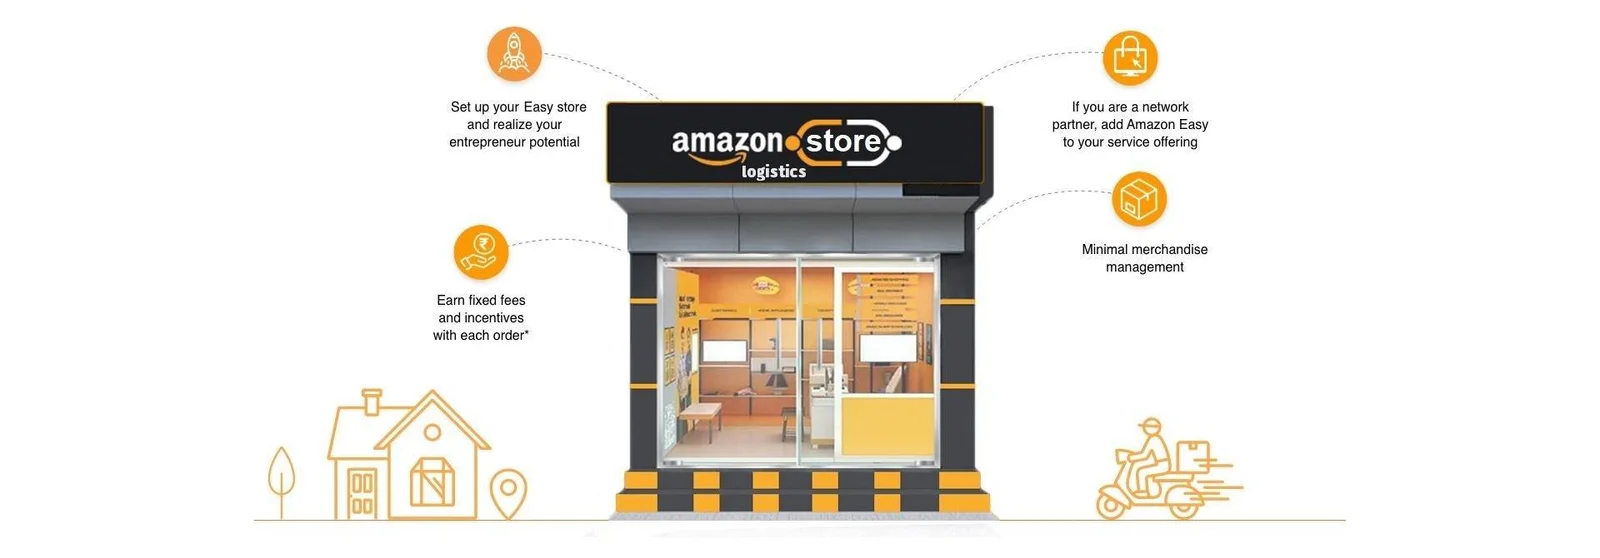 Set up your Easy store
and realize your
entrepreneur potential
If you are a network
partner, add Amazon Easy
to your service offering
amazon store
logistics
Minimal merchandise
management
Earn fixed fees
and incentives
with each order*